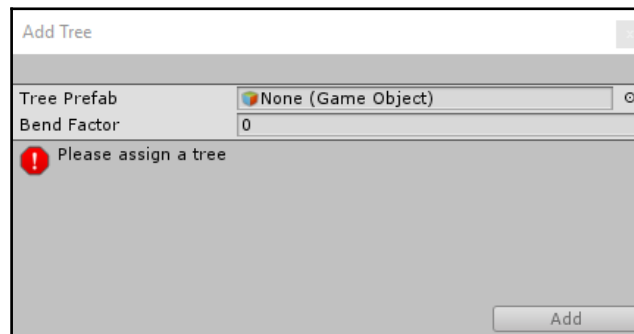 Add Tree
Tree Prefab None (Game Object)
Bend Factor 0
Please assign a tree
Add